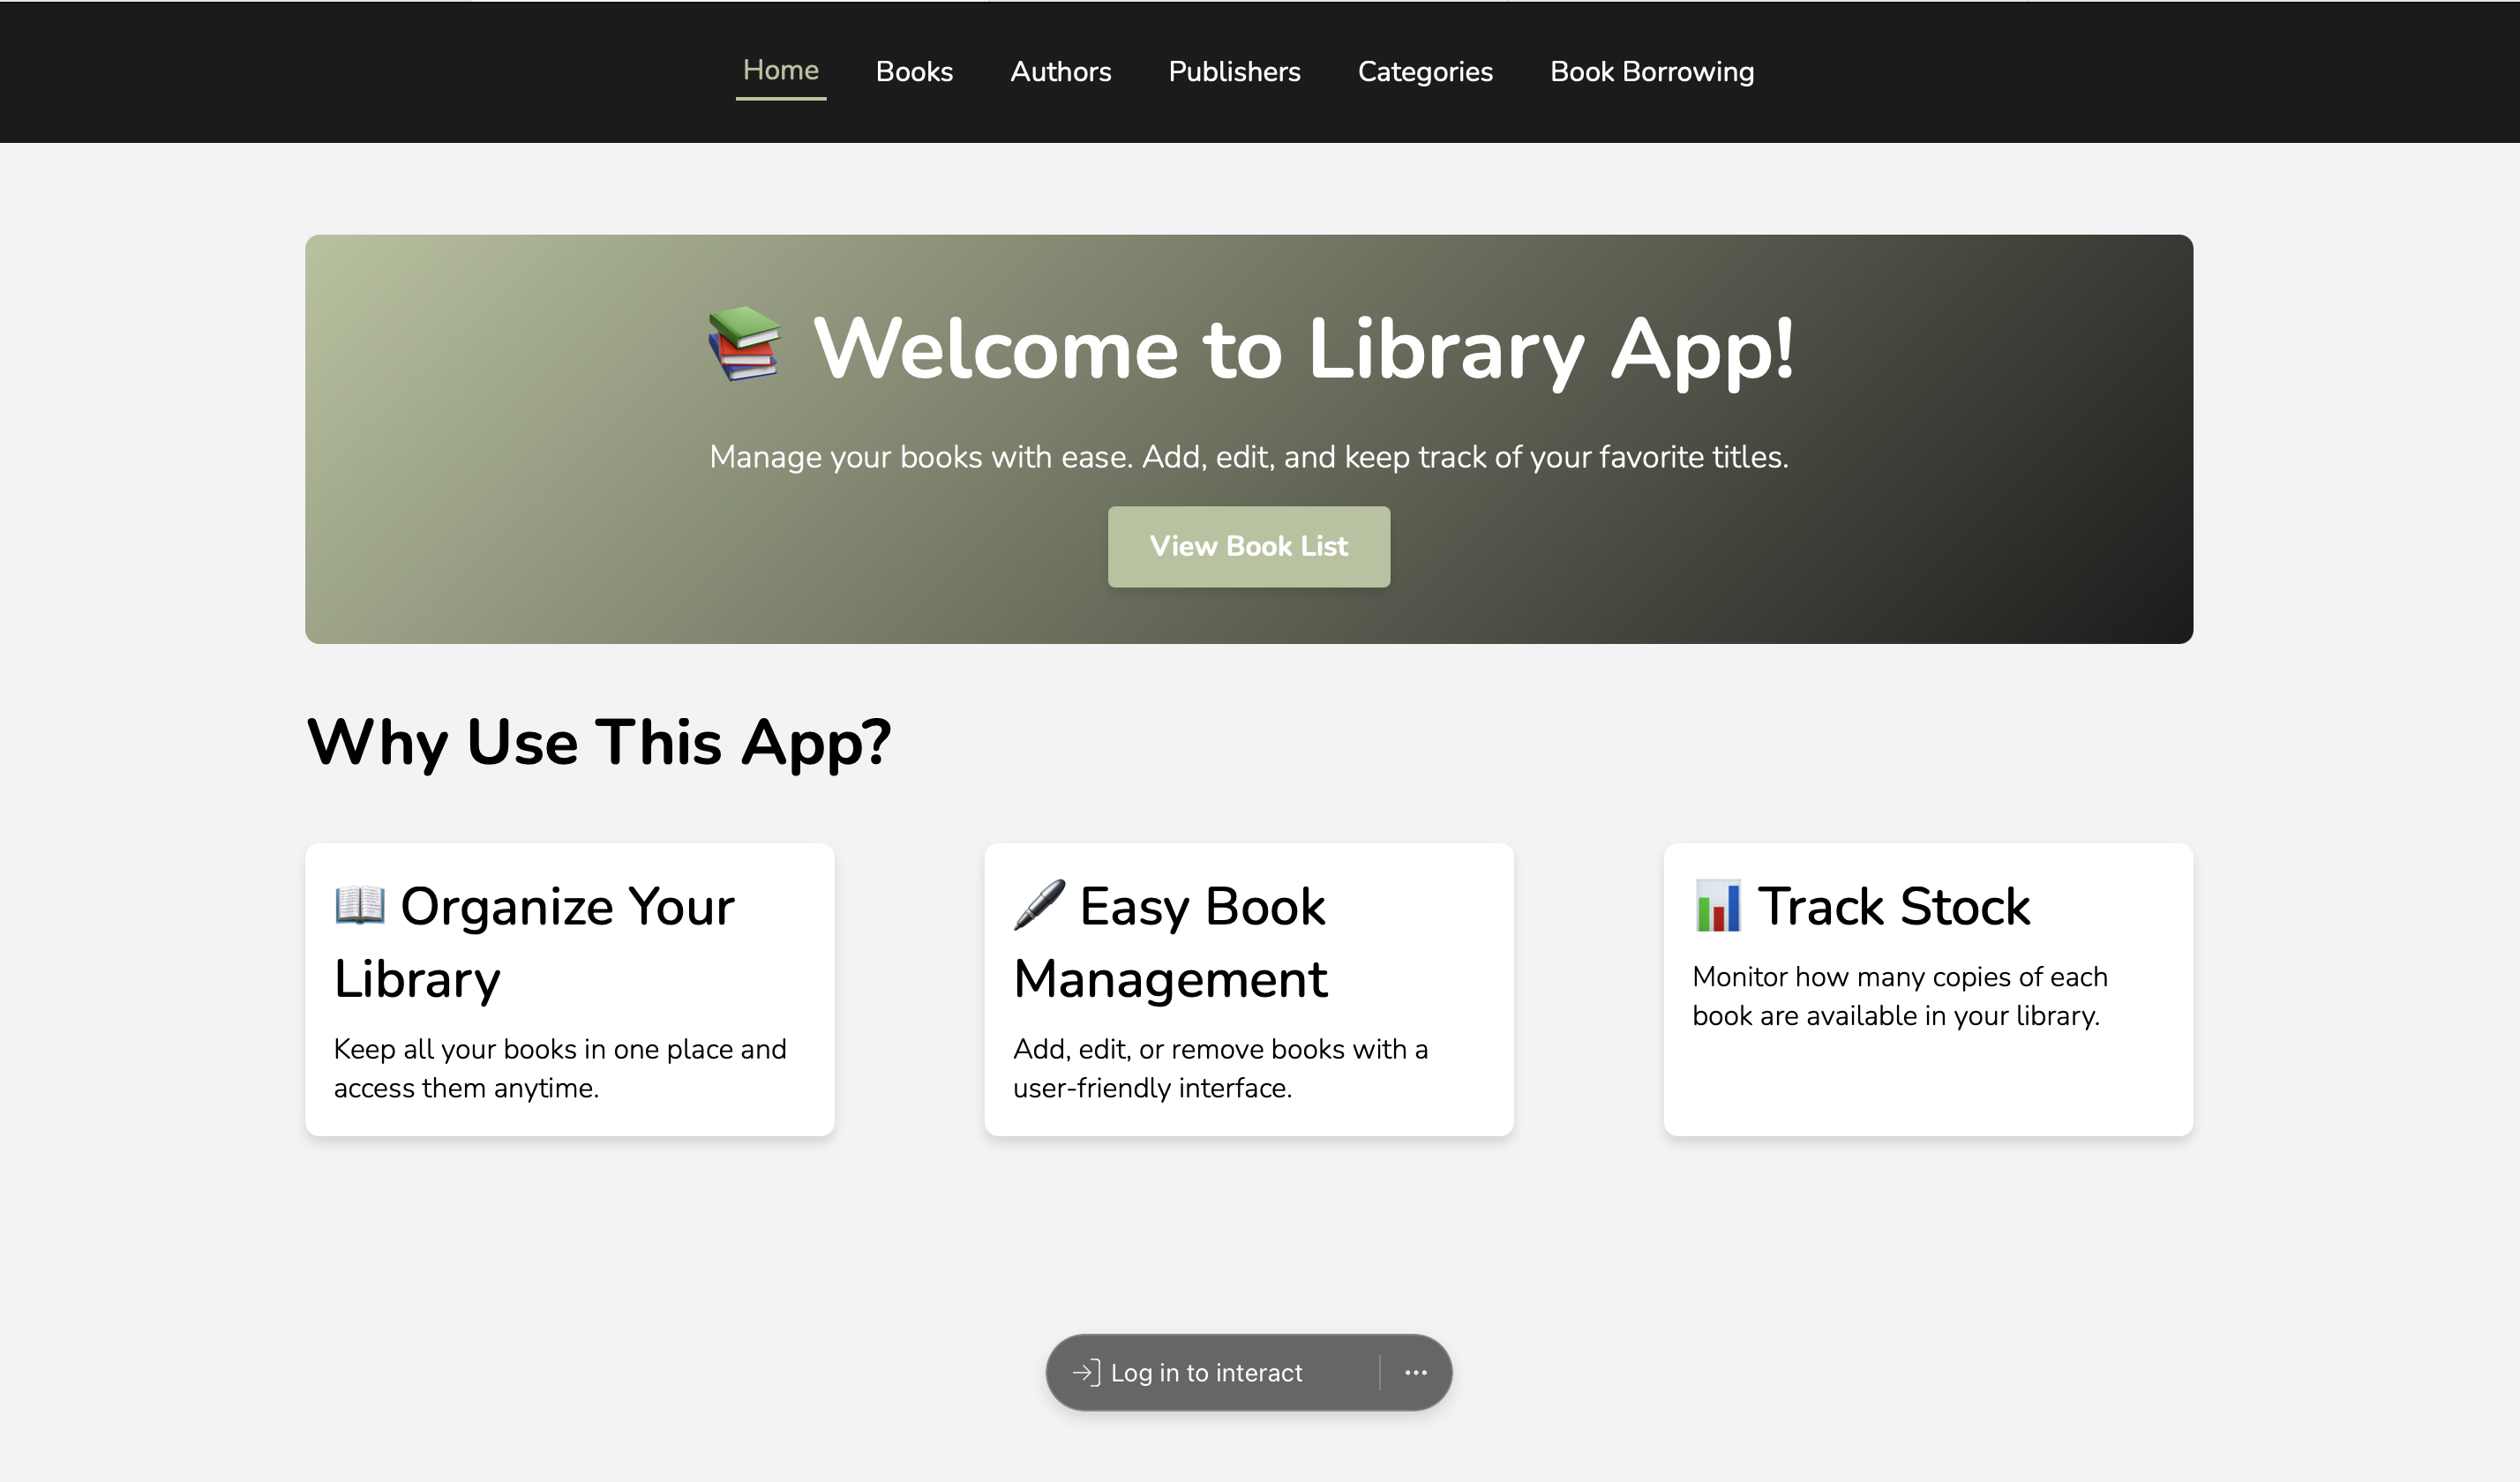 Home Books Authors Publishers Categories Book Borrowing
Welcome to Library App!
Manage your books with ease. Add, edit, and keep track of your favorite titles.
View Book List
Why Use This App?
Organize Your
Library
Keep all your books in one place and
access them anytime.
Easy Book
Management
Add, edit, or remove books with a
user-friendly interface.
Track Stock
Monitor how many copies of each
book are available in your library.
Log in to interact